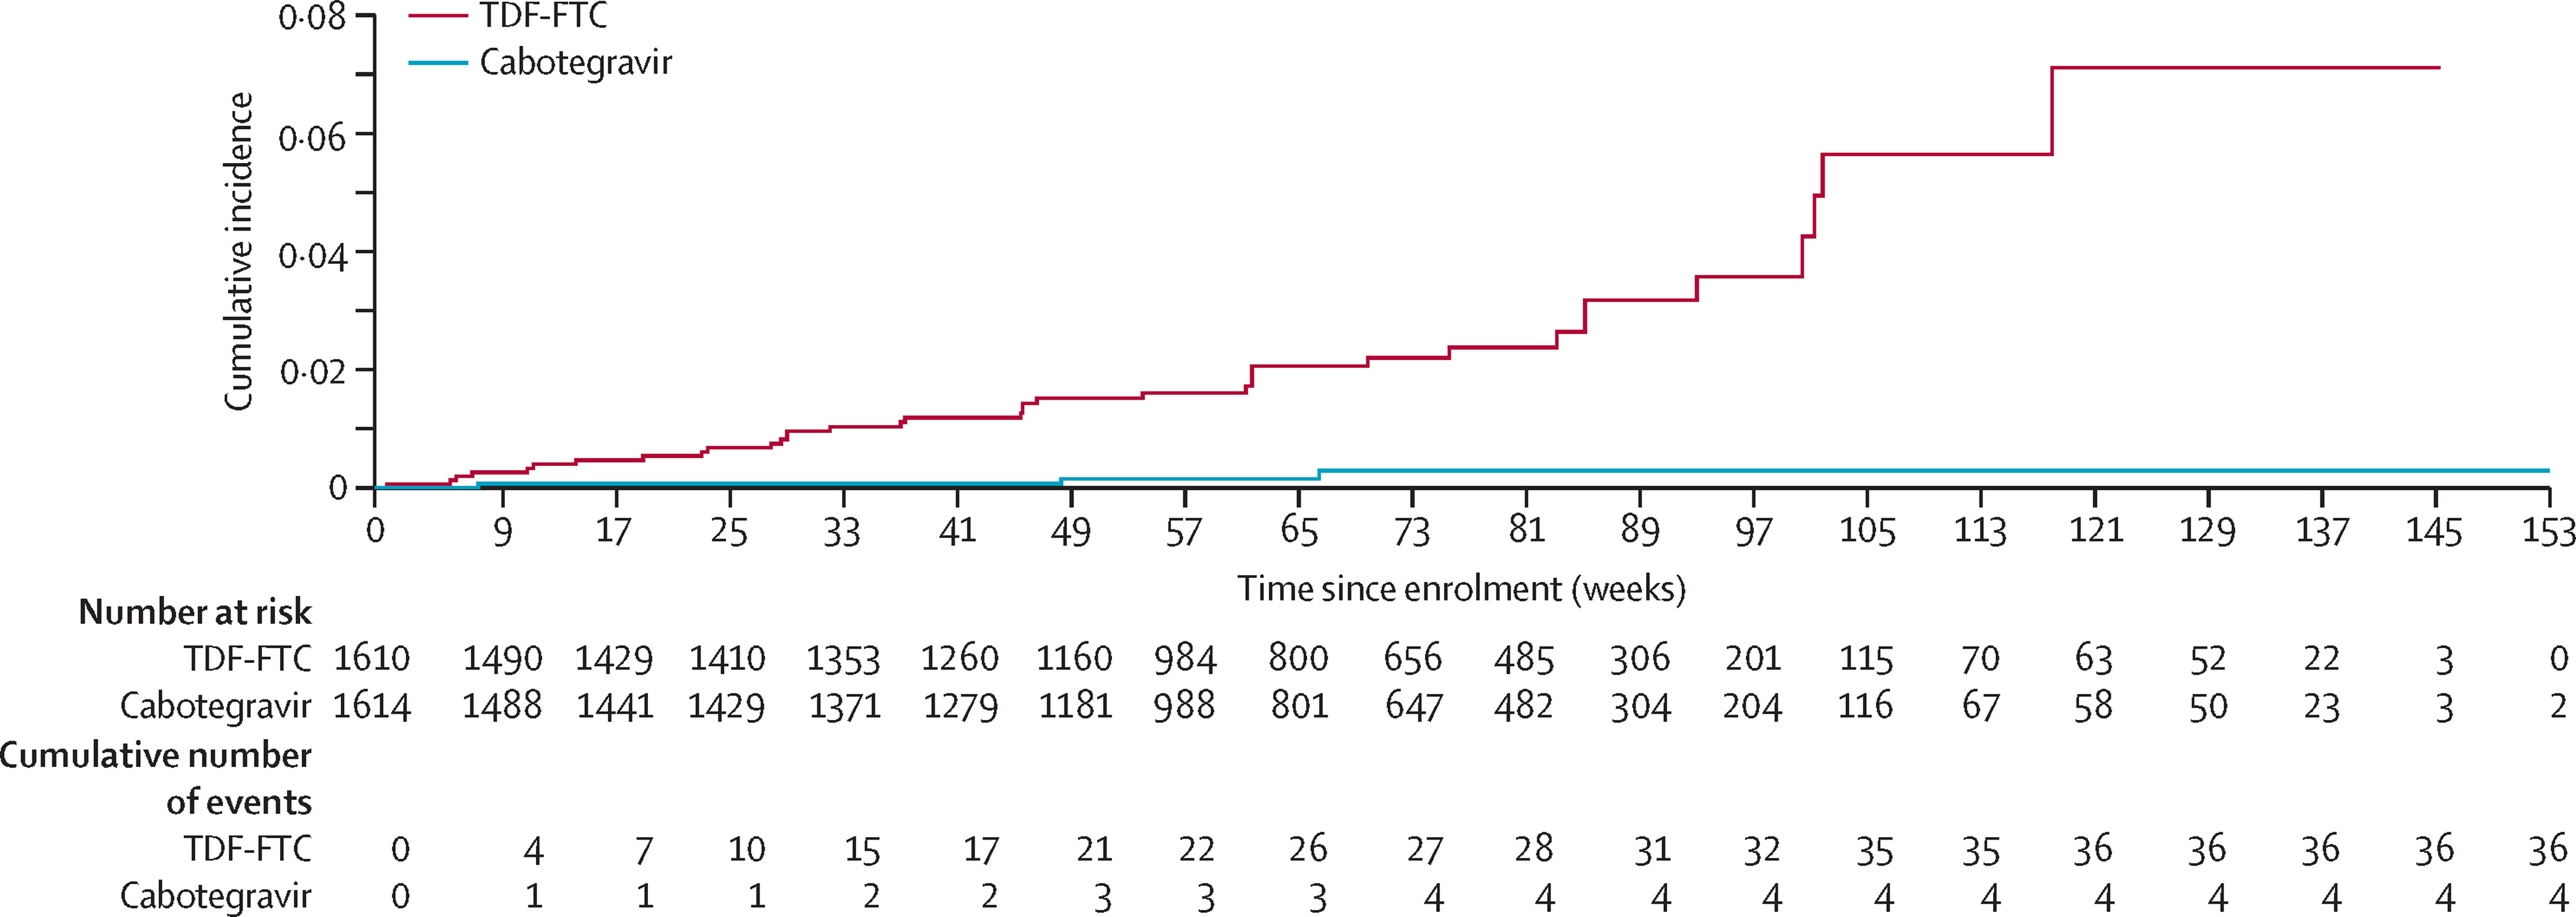 0·08
TDF-FTC
Cabotegravir
0·06
0·04
0·02
0
Cumulative incidence
0 9 17 25 33 41 49 57 65 73 81 89 97 105 113 121 129 137 145 153
Time since enrolment (weeks)
Number at risk
TDF-FTC 1610 1490 1429 1410 1353 1260 1160 984 800 656 485 306 201 115 70 63 52 22 3 0
Cabotegravir 1614 1488 1441 1429 1371 1279 1181 988 801 647 482 304 204 116 67 58 50 23 3 2
Cumulative number
of events
TDF-FTC 0 4 7 10 15 17 21 22 26 27 28 31 32 35 35 36 36 36 36 36
Cabotegravir 0 1 1 1 2 2 3 3 3 4 4 4 4 4 4 4 4 4 4 4